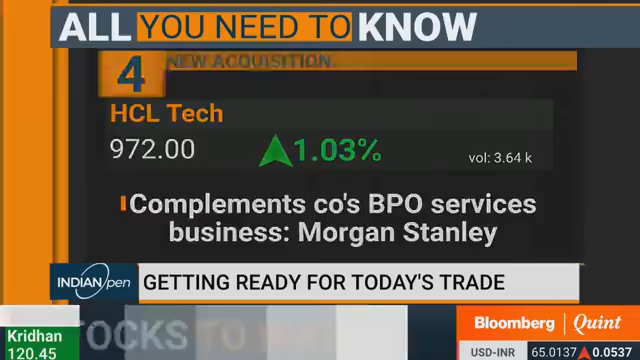 ALL YOU NEED TO KNOW
4 NEW ACQUISITION
HCL Tech
972.00 ▲1.03% vol: 3.64 k
Complements co's BPO services
business: Morgan Stanley
INDIAN open GETTING READY FOR TODAY'S TRADE
Kridhan
120.45
Bloomberg Quint
USD-INR 65.0137 ▲0.0537